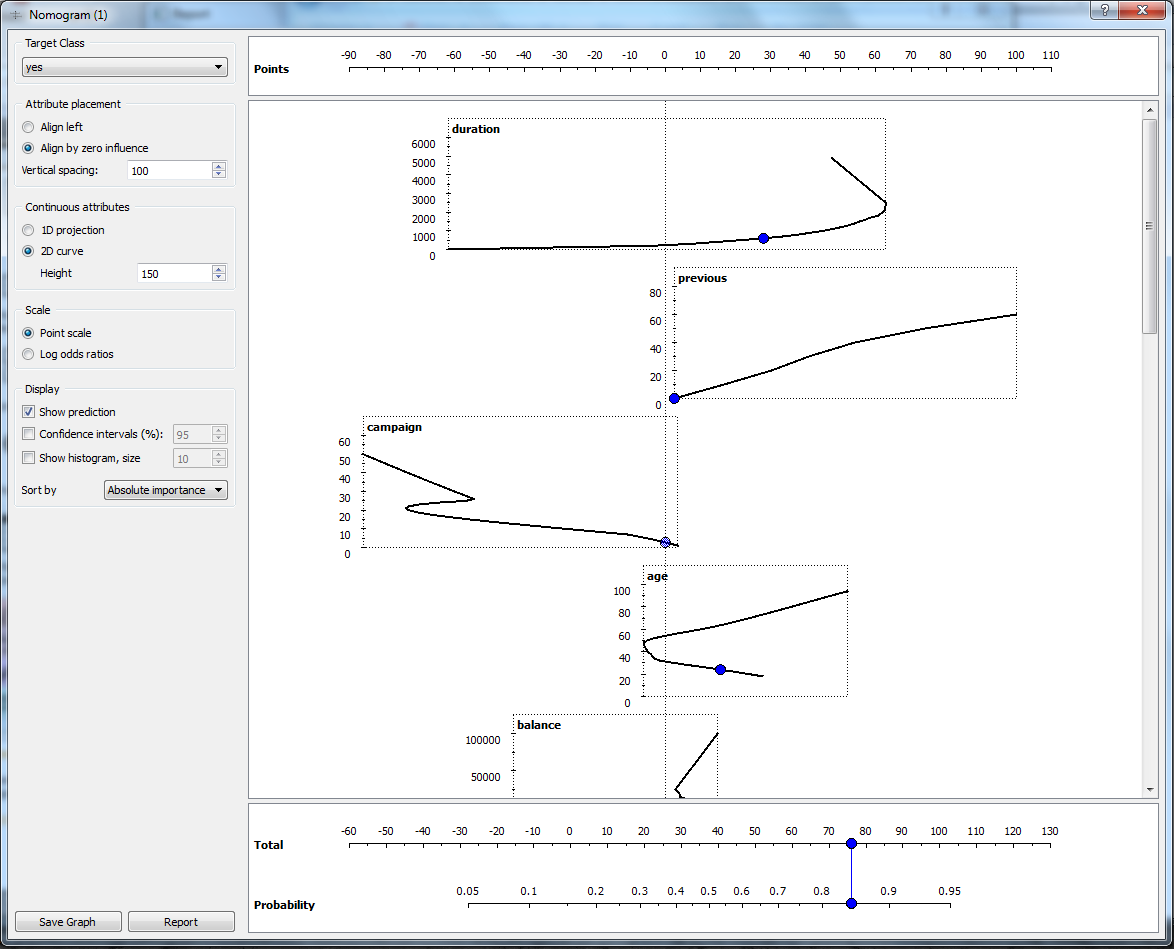 Nomogram (1)
?
Target Class
yes
Attribute placement
Align left
Align by zero influence
Vertical spacing:
100
Continuous attributes
1D projection
2D curve
Height
150
Scale
Point scale
Log odds ratios
Display
Show prediction
Confidence intervals (%):
95
Show histogram, size
10
Sort by
Absolute importance
Save Graph
Report
Points
-90 -80 -70 -60 -50 -40 -30 -20 -10 0 10 20 30 40 50 60 70 80 90 100 110
duration
6000
5000
4000
3000
2000
1000
0
previous
80
60
40
20
0
campaign
60
50
40
30
20
10
0
age
100
80
60
40
20
0
balance
100000
50000
Total
-60 -50 -40 -30 -20 -10 0 10 20 30 40 50 60 70 80 90 100 110 120 130
Probability
0.05 0.1 0.2 0.3 0.4 0.5 0.6 0.7 0.8 0.9 0.95